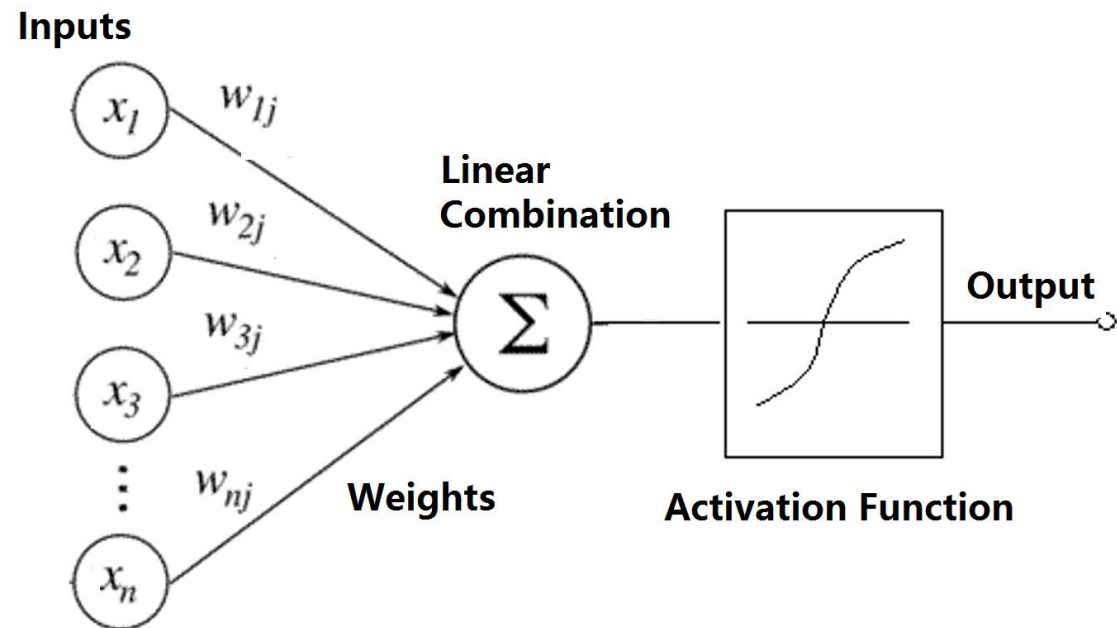 Inputs
x1
w1j
Linear
Combination
x2
w2j
Σ
Output
x3
w3j
⋮
wnj
Weights
Activation Function
xn